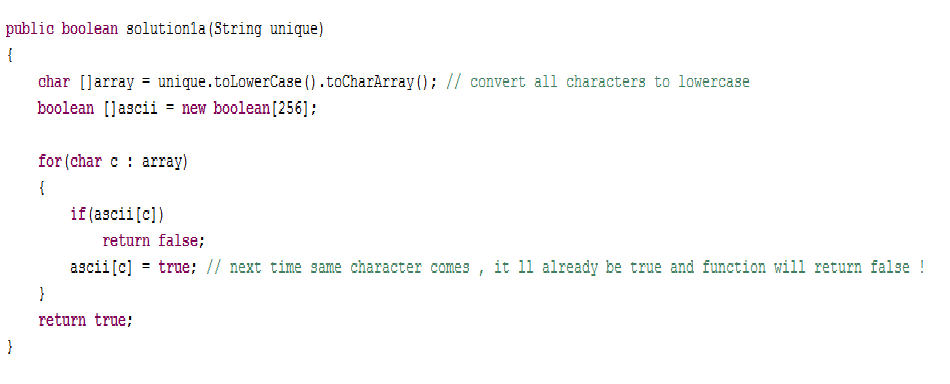 public boolean solution1a(String unique)
{
char []array = unique.toLowerCase().toCharArray(); // convert all characters to lowercase
boolean []ascii = new boolean[256];
for(char c : array)
{
if(ascii[c])
return false;
ascii[c] = true; // next time same character comes , it ll already be true and function will return false !
}
return true;
}